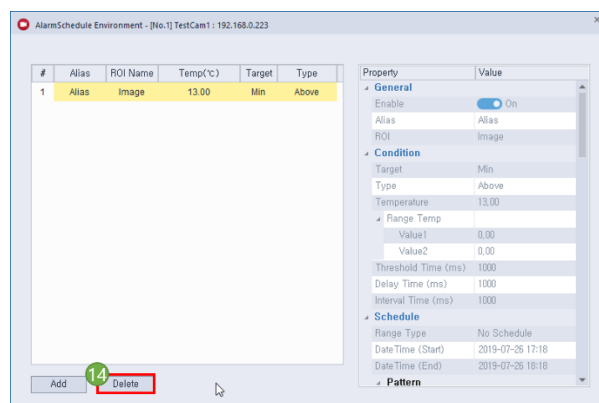 AlarmSchedule Environment - [No.1] TestCam1 : 192.168.0.223
# Alias ROI Name Temp(℃) Target Type
1 Alias Image 13.00 Min Above
Property Value
General
Enable On
Alias Alias
ROI Image
Condition
Target Min
Type Above
Temperature 13,00
Range Temp
Value1 0,00
Value2 0,00
Threshold Time (ms) 1000
Delay Time (ms) 1000
Interval Time (ms) 1000
Schedule
Range Type No Schedule
DateTime (Start) 2019-07-26 17:18
DateTime (End) 2019-07-26 18:18
Pattern
Add 14 Delete